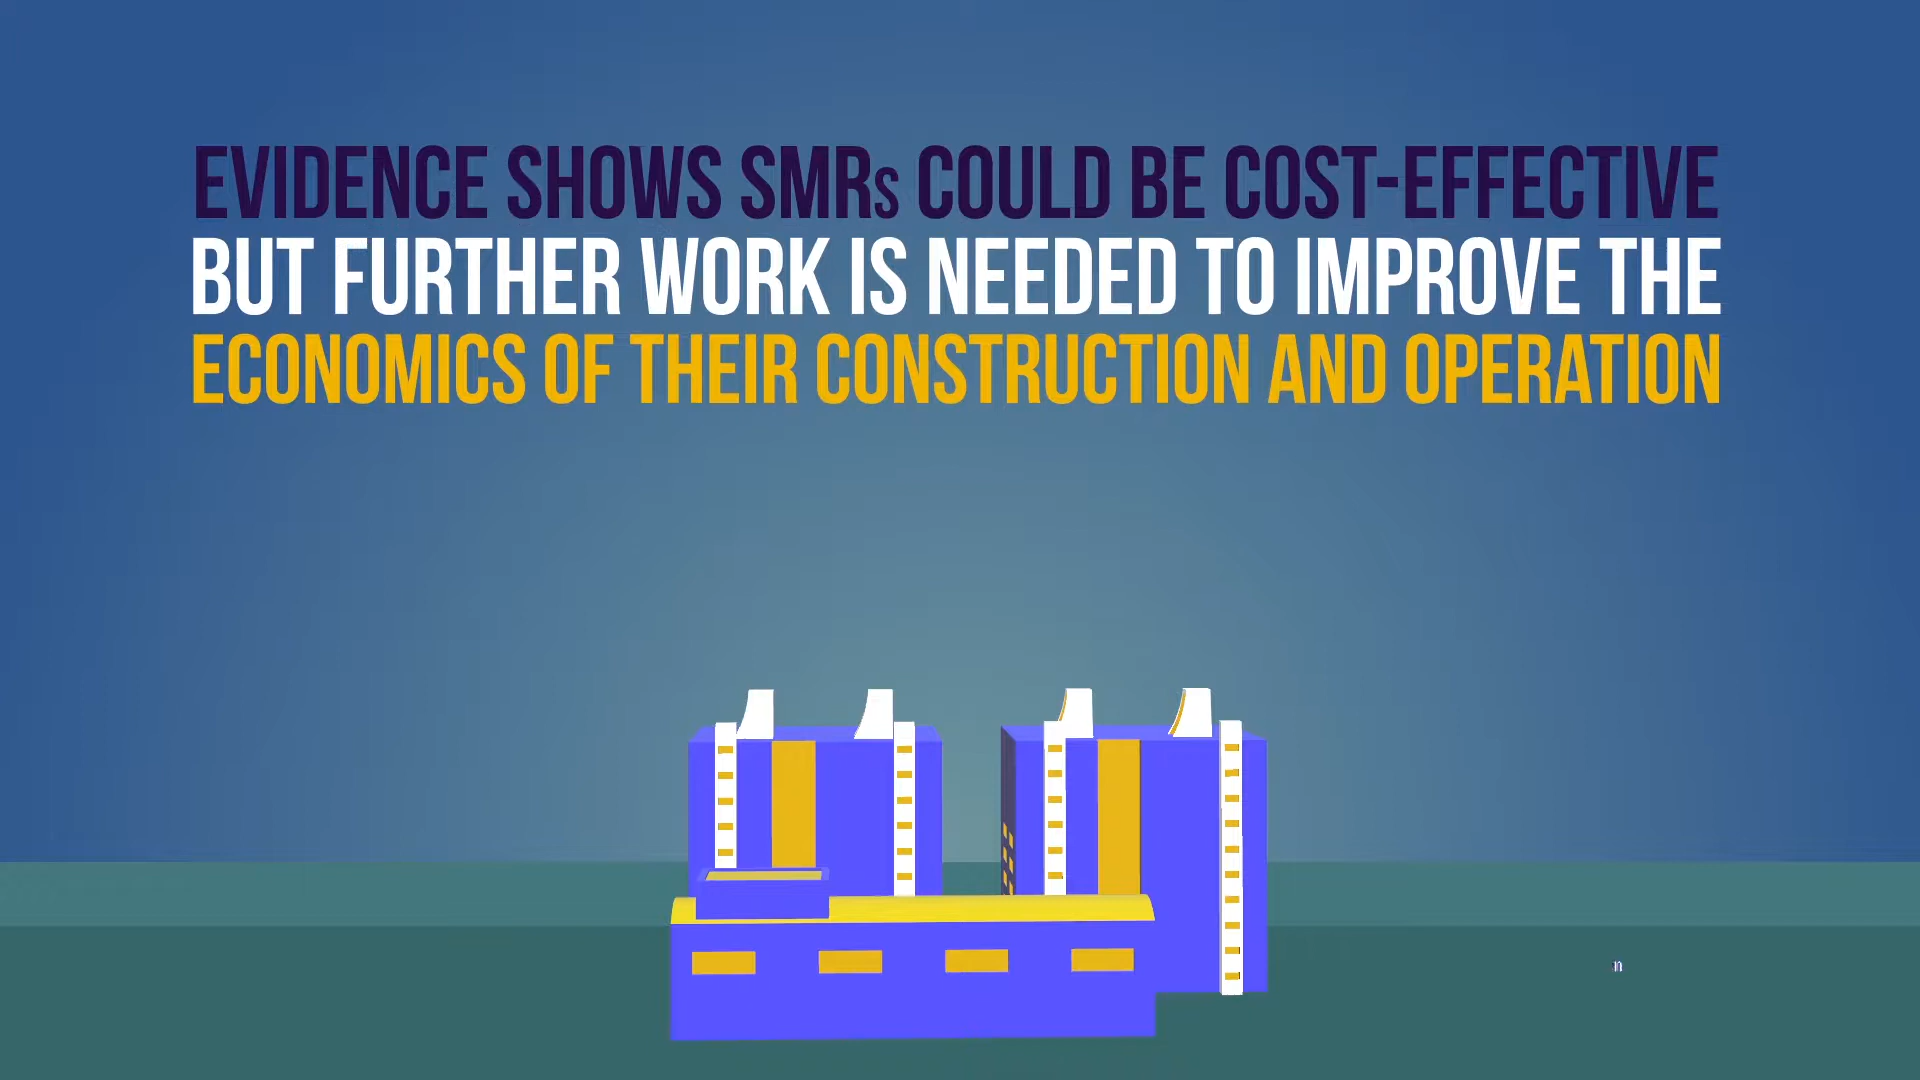 EVIDENCE SHOWS SMRs COULD BE COST-EFFECTIVE
BUT FURTHER WORK IS NEEDED TO IMPROVE THE
ECONOMICS OF THEIR CONSTRUCTION AND OPERATION
n